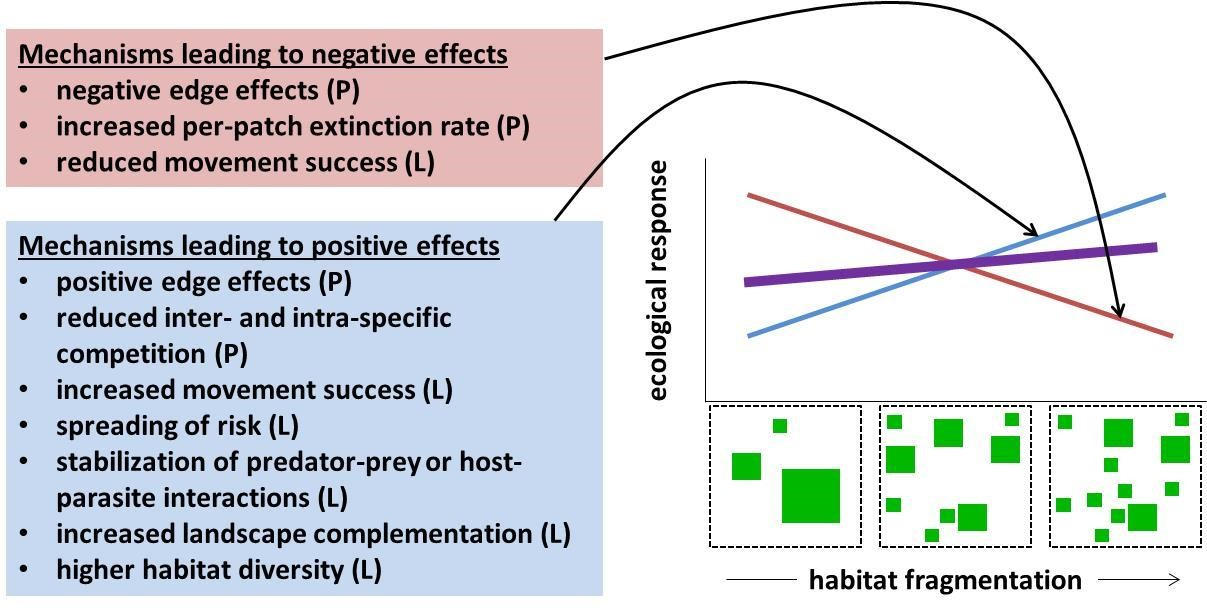 Mechanisms leading to negative effects
• negative edge effects (P)
• increased per-patch extinction rate (P)
• reduced movement success (L)
Mechanisms leading to positive effects
• positive edge effects (P)
• reduced inter- and intra-specific
competition (P)
• increased movement success (L)
• spreading of risk (L)
• stabilization of predator-prey or host-
parasite interactions (L)
• increased landscape complementation (L)
• higher habitat diversity (L)
ecological response
habitat fragmentation